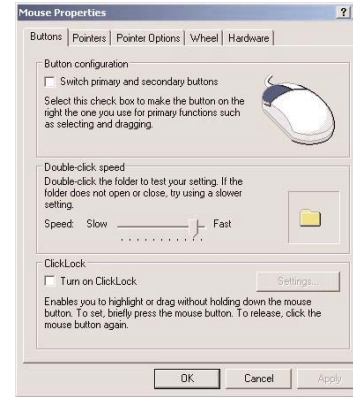 Mouse Properties ?
Buttons Pointers Pointer Options Wheel Hardware
Button configuration
Switch primary and secondary buttons
Select this check box to make the button on the
right the one you use for primary functions such
as selecting and dragging.
Double-click speed
Double-click the folder to test your setting. If the
folder does not open or close, try using a slower
setting.
Speed: Slow Fast
ClickLock
Turn on ClickLock Settings...
Enables you to highlight or drag without holding down the mouse
button. To set, briefly press the mouse button. To release, click the
mouse button again.
OK Cancel Apply